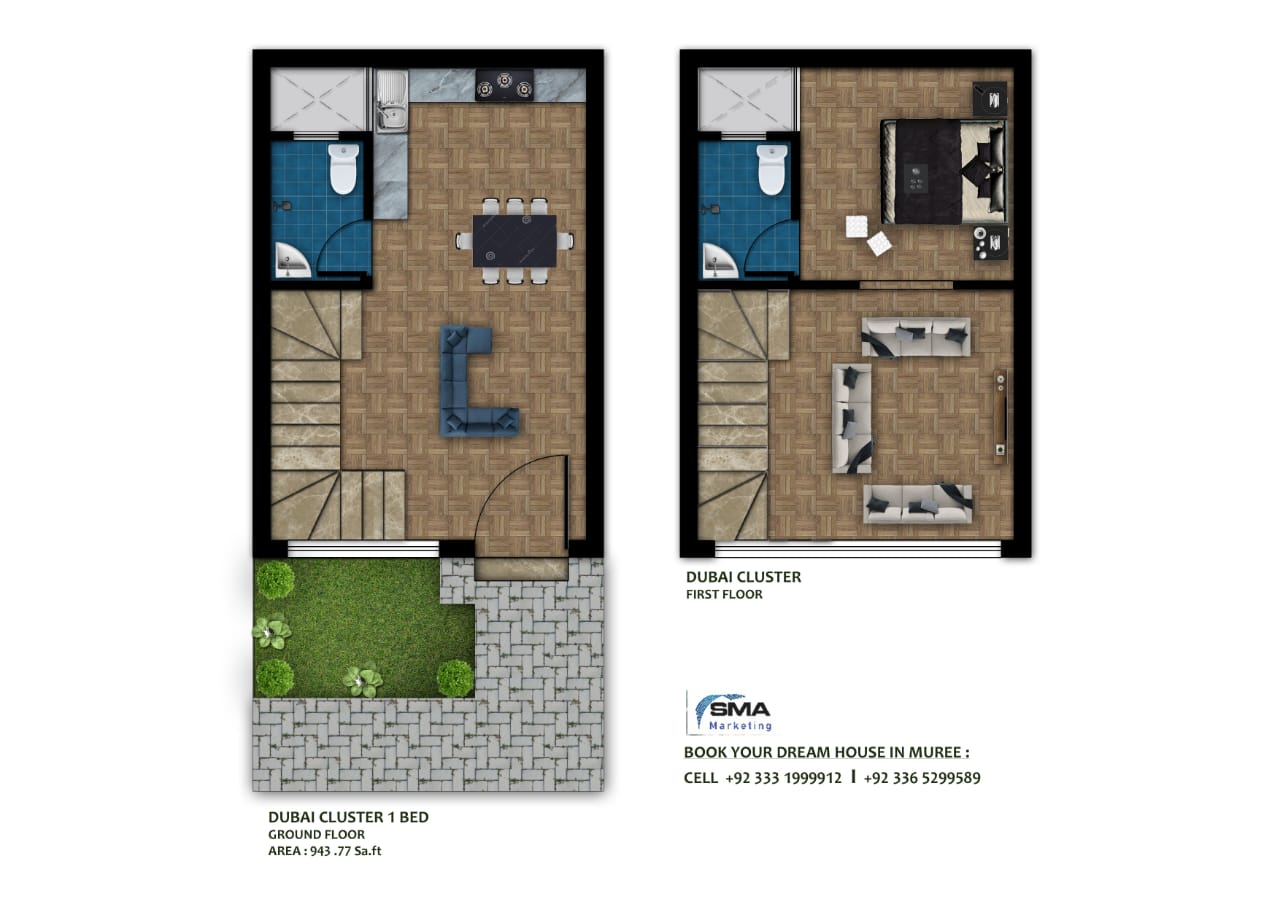 DUBAI CLUSTER
FIRST FLOOR
SMA
Marketing
BOOK YOUR DREAM HOUSE IN MUREE :
CELL +92 333 1999912 I +92 336 5299589
DUBAI CLUSTER 1 BED
GROUND FLOOR
AREA : 943 .77 Sa.ft